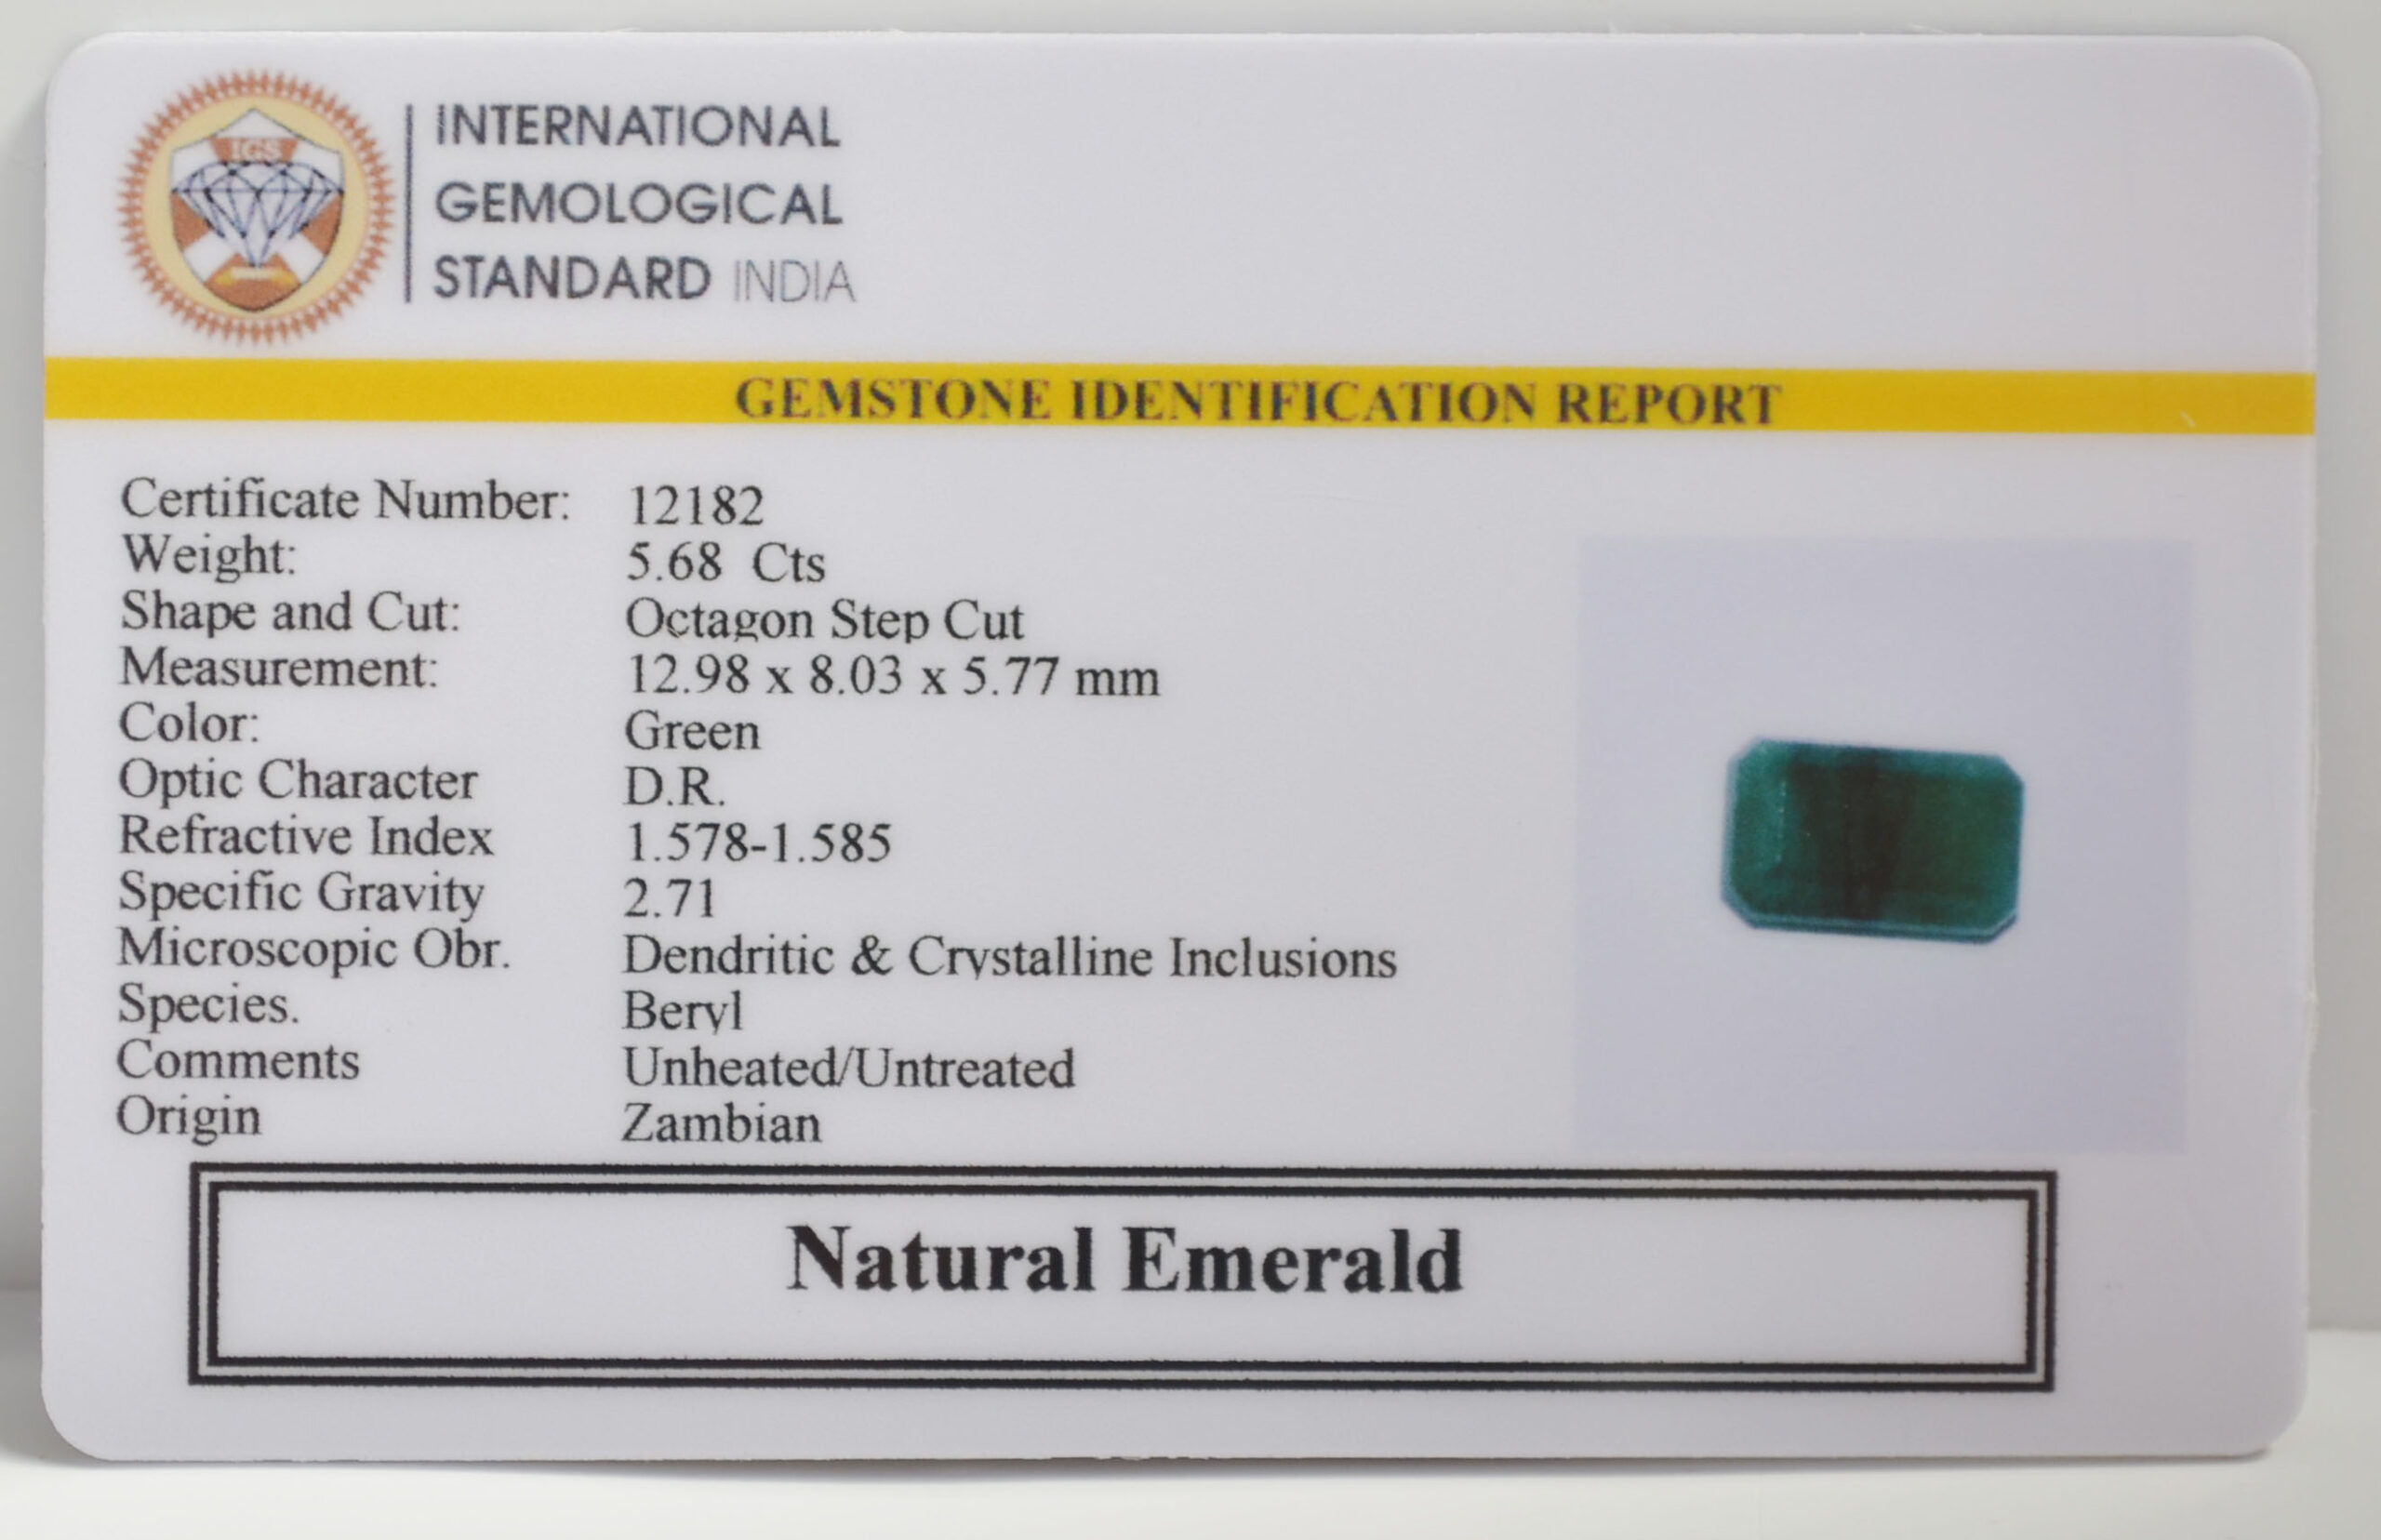 IGS
INTERNATIONAL
GEMOLOGICAL
STANDARD INDIA
GEMSTONE IDENTIFICATION REPORT
Certificate Number: 12182
Weight: 5.68 Cts
Shape and Cut: Octagon Step Cut
Measurement: 12.98 x 8.03 x 5.77 mm
Color: Green
Optic Character D.R.
Refractive Index 1.578-1.585
Specific Gravity 2.71
Microscopic Obr. Dendritic & Crystalline Inclusions
Species. Beryl
Comments Unheated/Untreated
Origin Zambian
Natural Emerald